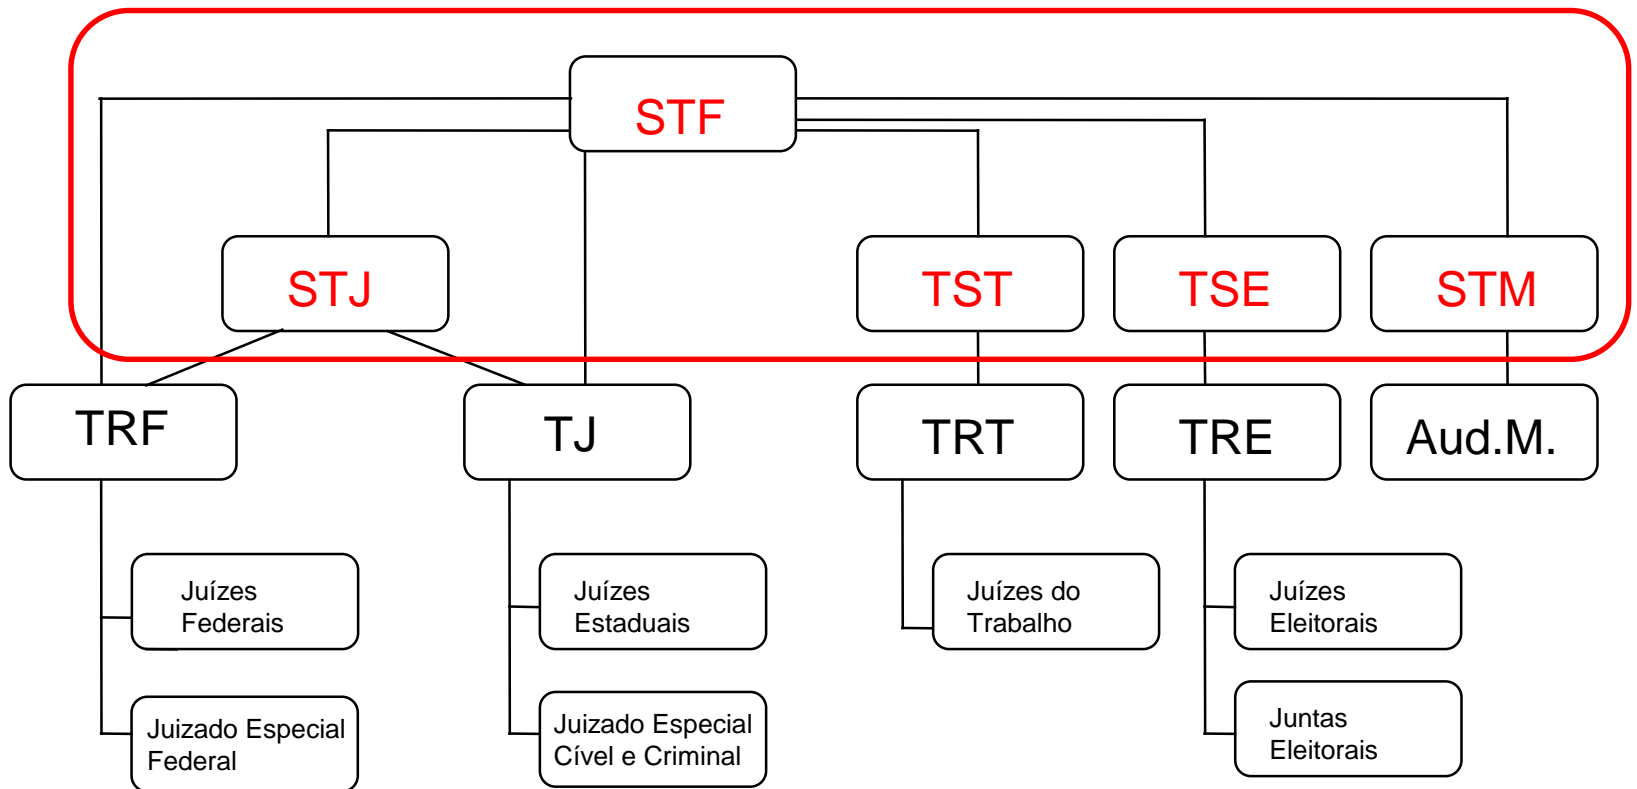 STF
STJ
TST
TSE
STM
TRF
TJ
TRT
TRE
Aud.M.
Juízes
Federais
Juízes
Estaduais
Juízes do
Trabalho
Juízes
Eleitorais
Juizado Especial
Federal
Juizado Especial
Cível e Criminal
Juntas
Eleitorais